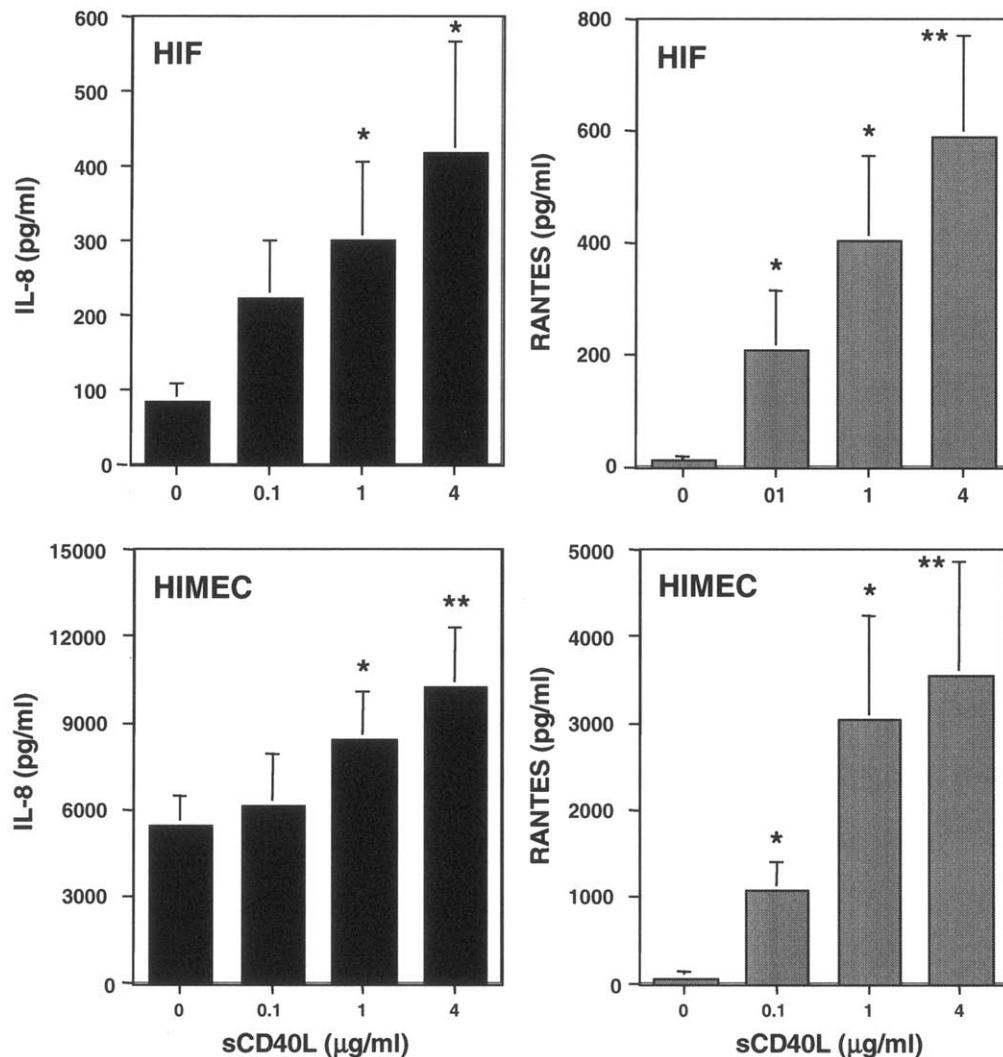 HIF
IL-8 (pg/ml)
600
500
400
300
200
100
0
*
*
0 0.1 1 4
HIF
RANTES (pg/ml)
800
600
400
200
0
*
*
**
0 01 1 4
HIMEC
IL-8 (pg/ml)
15000
12000
9000
6000
3000
0
*
**
0 0.1 1 4
sCD40L (μg/ml)
HIMEC
RANTES (pg/ml)
5000
4000
3000
2000
1000
0
*
*
**
0 0.1 1 4
sCD40L (μg/ml)